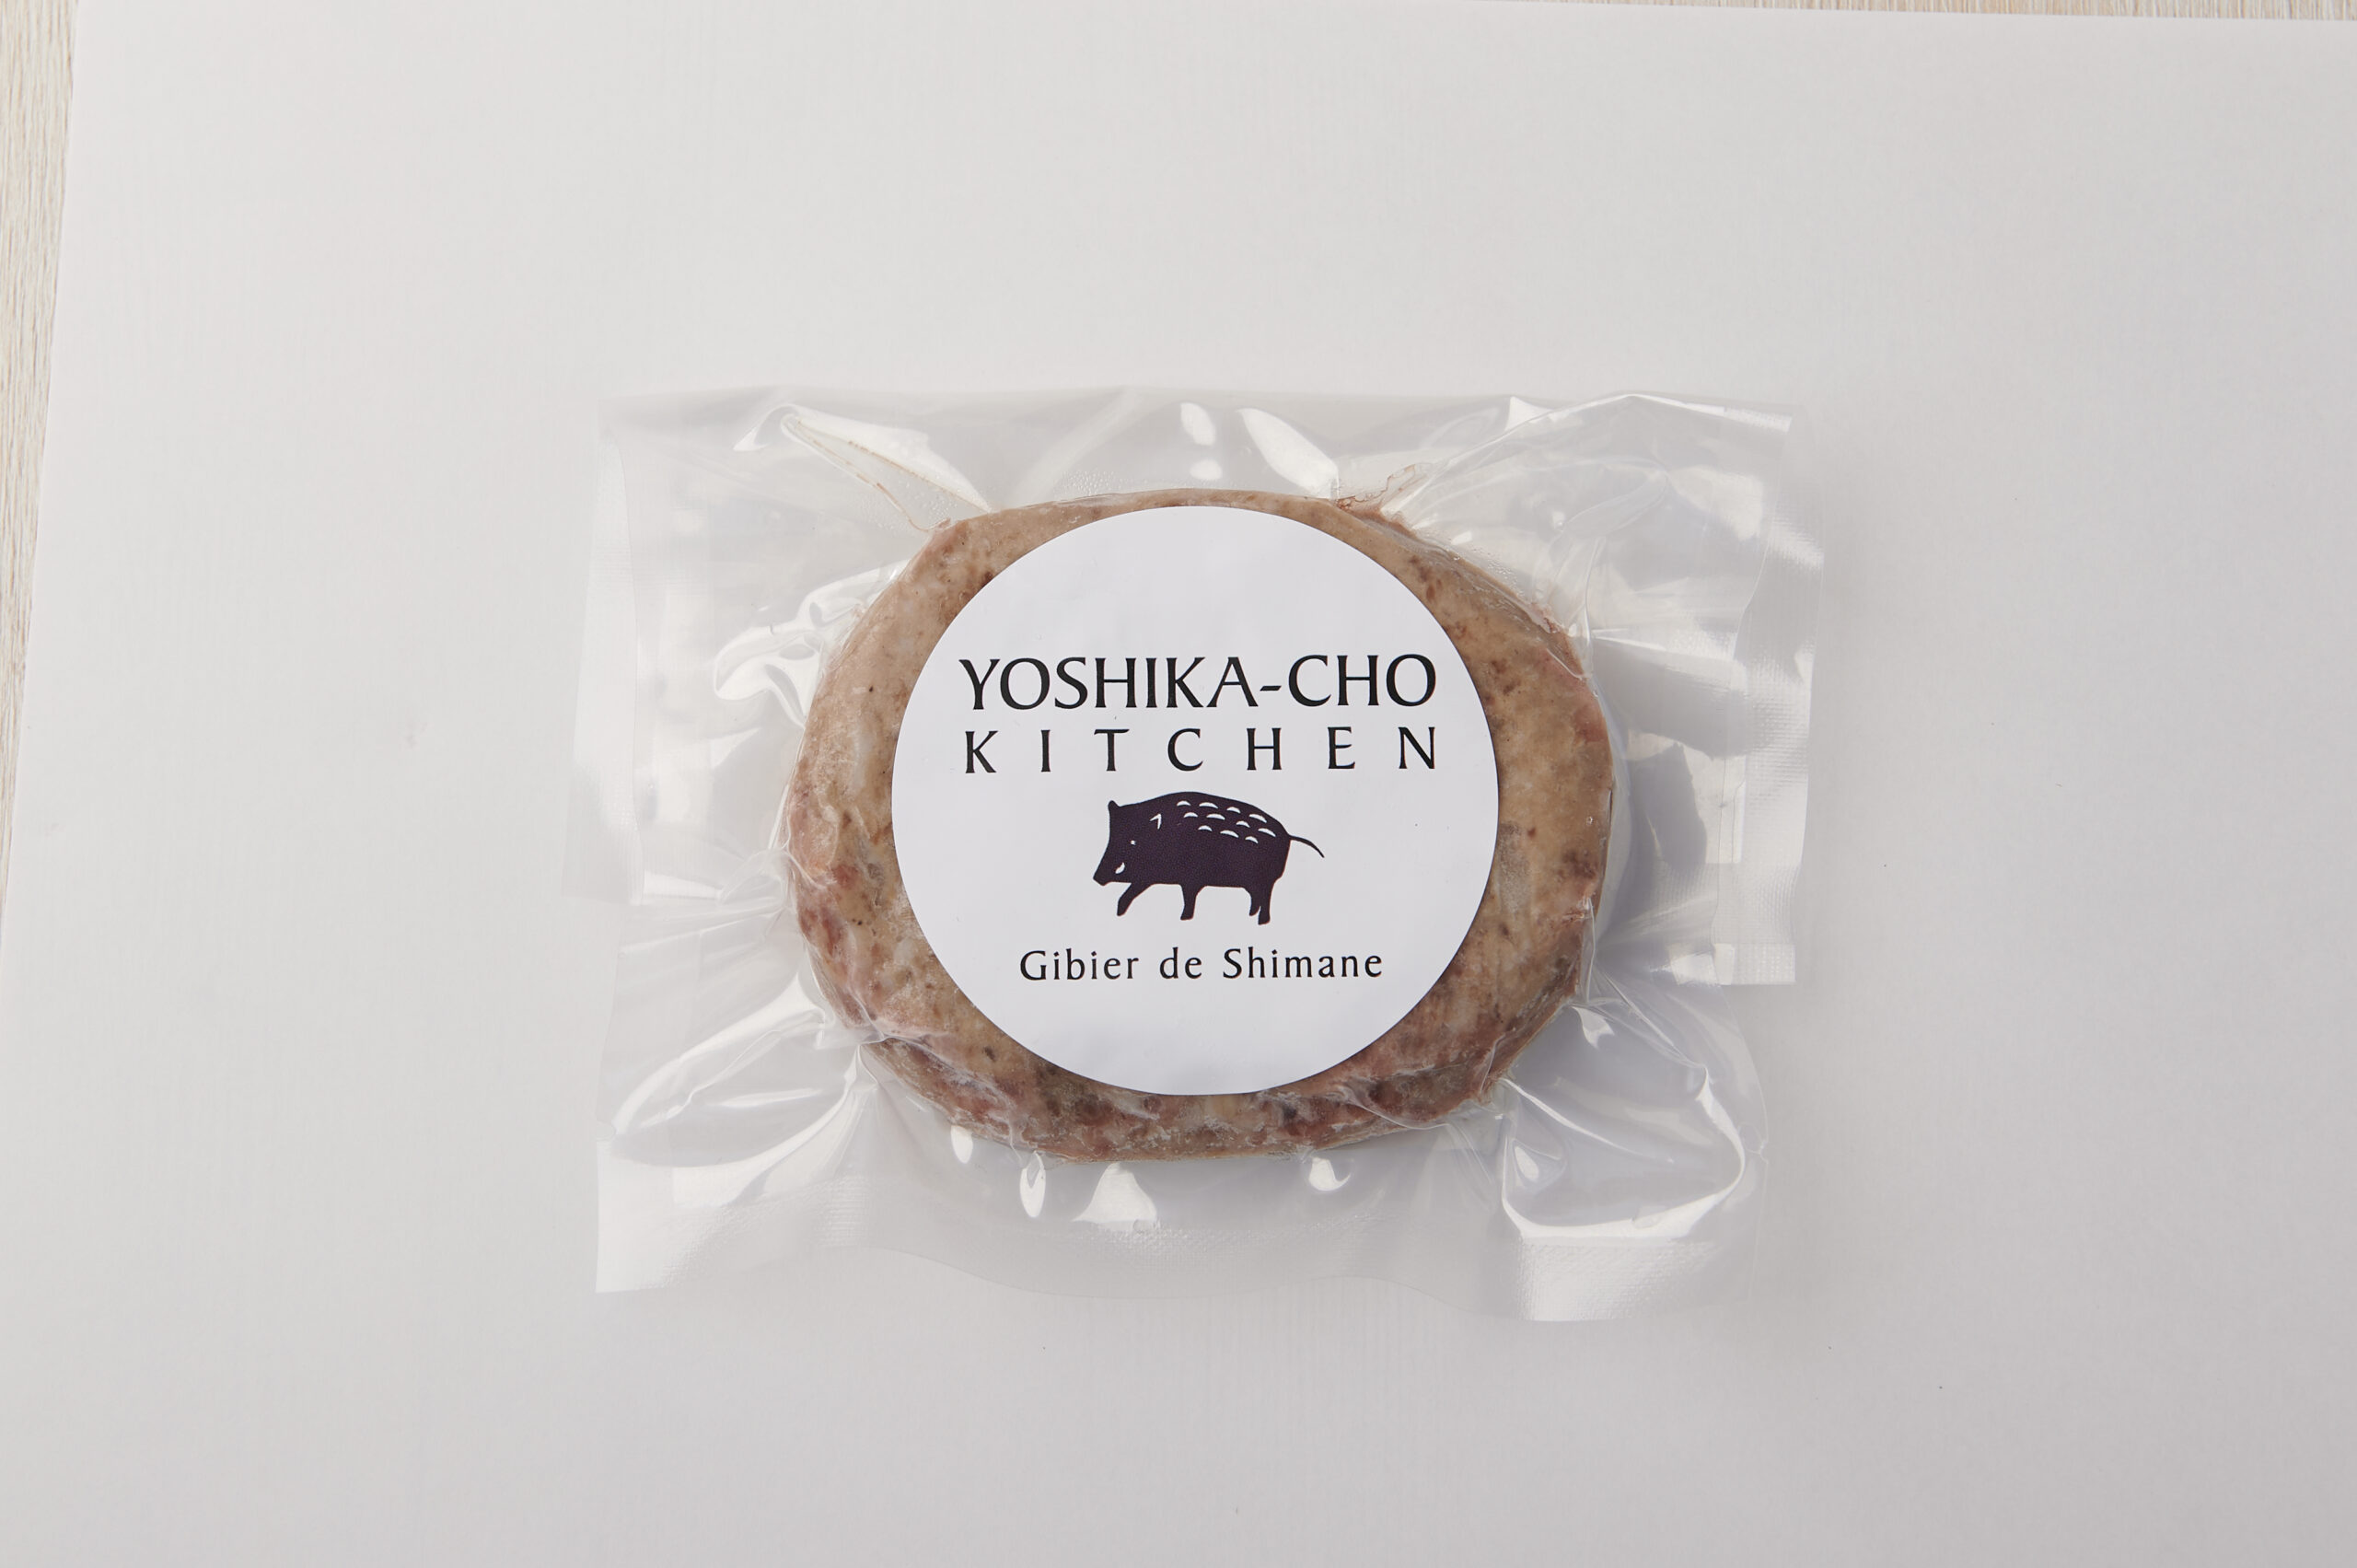 YOSHIKA-CHO
KITCHEN
Gibier de Shimane